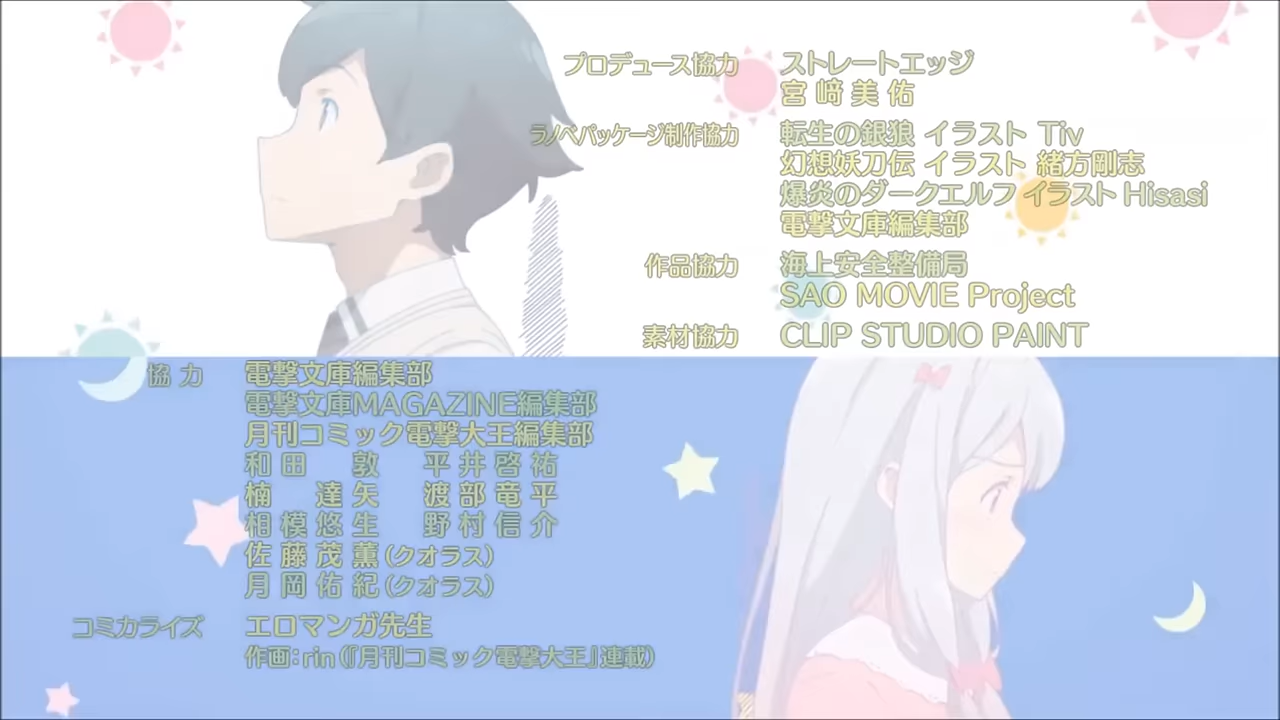 プロデュース協力 ストレートエッジ
宮﨑美佑
ラノベパッケージ制作協力 転生の銀狼 イラスト Tiv
幻想妖刀伝 イラスト 緒方剛志
爆炎のダークエルフ イラスト Hisasi
電撃文庫編集部
作品協力 海上安全整備局
SAO MOVIE Project
素材協力 CLIP STUDIO PAINT
協力 電撃文庫編集部
電撃文庫MAGAZINE編集部
月刊コミック電撃大王編集部
和田 敦 平井啓祐
楠 達矢 渡部竜平
相模悠生 野村信介
佐藤茂薫(クオラス)
月岡佑紀(クオラス)
コミカライズ エロマンガ先生
作画:rin(『月刊コミック電撃大王』連載)